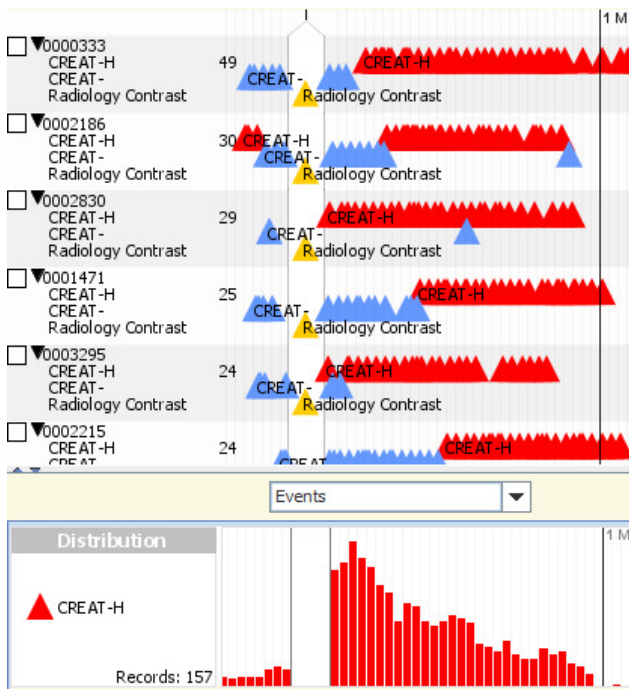 1 M
0000333
CREAT-H 49 CREAT-H
CREAT- CREAT-
Radiology Contrast Radiology Contrast
0002186
CREAT-H 30 CREAT-H
CREAT- CREAT-
Radiology Contrast Radiology Contrast
0002830
CREAT-H 29 CREAT-H
CREAT- CREAT-
Radiology Contrast Radiology Contrast
0001471
CREAT-H 25 CREAT-H
CREAT- CREAT-
Radiology Contrast Radiology Contrast
0003295
CREAT-H 24 CREAT-H
CREAT- CREAT-
Radiology Contrast Radiology Contrast
0002215
CREAT-H 24 CREAT-H
CREAT- CREAT
Events
Distribution 1 M
CREAT-H
Records: 157